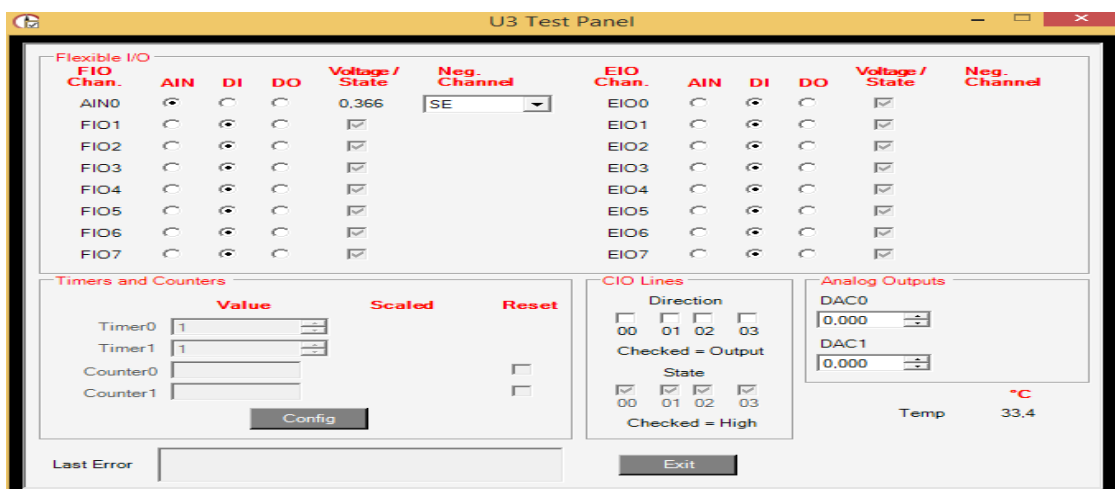 U3 Test Panel
Flexible I/O
FIO Chan. AIN DI DO Voltage / State Neg. Channel EIO Chan. AIN DI DO Voltage / State Neg. Channel
AIN0 0,366 SE EIO0
FIO1 EIO1
FIO2 EIO2
FIO3 EIO3
FIO4 EIO4
FIO5 EIO5
FIO6 EIO6
FIO7 EIO7
Timers and Counters
Value Scaled Reset
Timer0 1
Timer1 1
Counter0
Counter1
Config
CIO Lines
Direction
00 01 02 03
Checked = Output
State
00 01 02 03
Checked = High
Analog Outputs
DAC0
0,000
DAC1
0,000
°C
Temp 33,4
Last Error
Exit